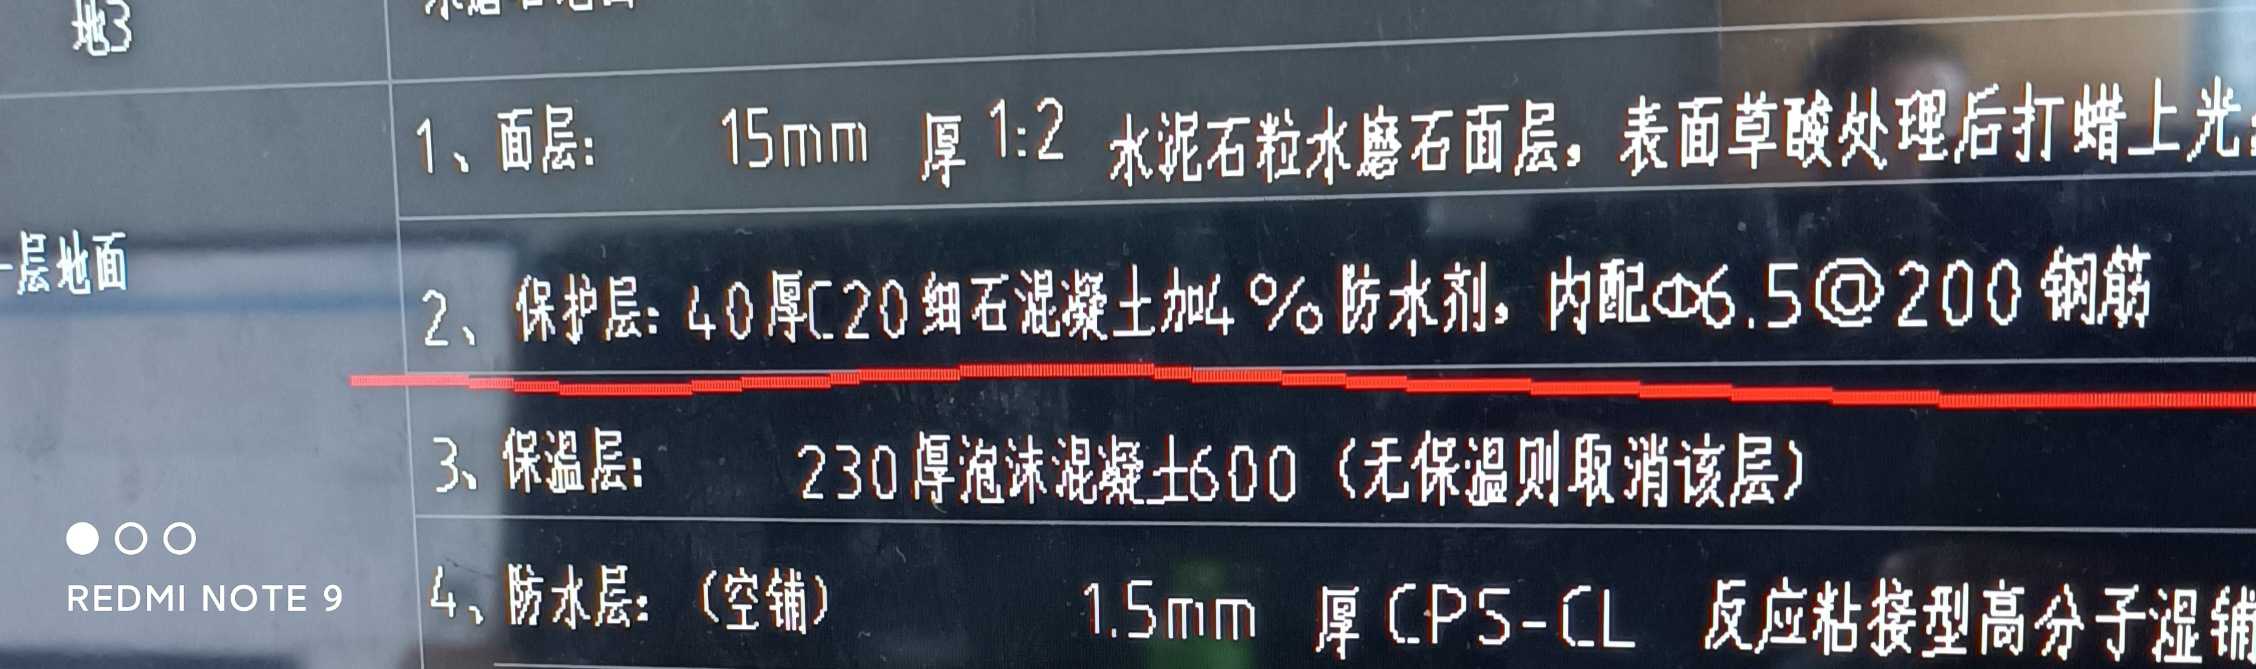 地3
1、面层： 15mm 厚1:2 水泥石粒水磨石面层，表面草酸处理后打蜡上光；
一层地面
2、保护层：40厚C20细石混凝土加4%防水剂，内配Φ6.5@200钢筋
3、保温层： 230厚泡沫混凝土600（无保温则取消该层）
4、防水层：（空铺） 1.5mm 厚CPS-CL 反应粘接型高分子湿铺
REDMI NOTE 9